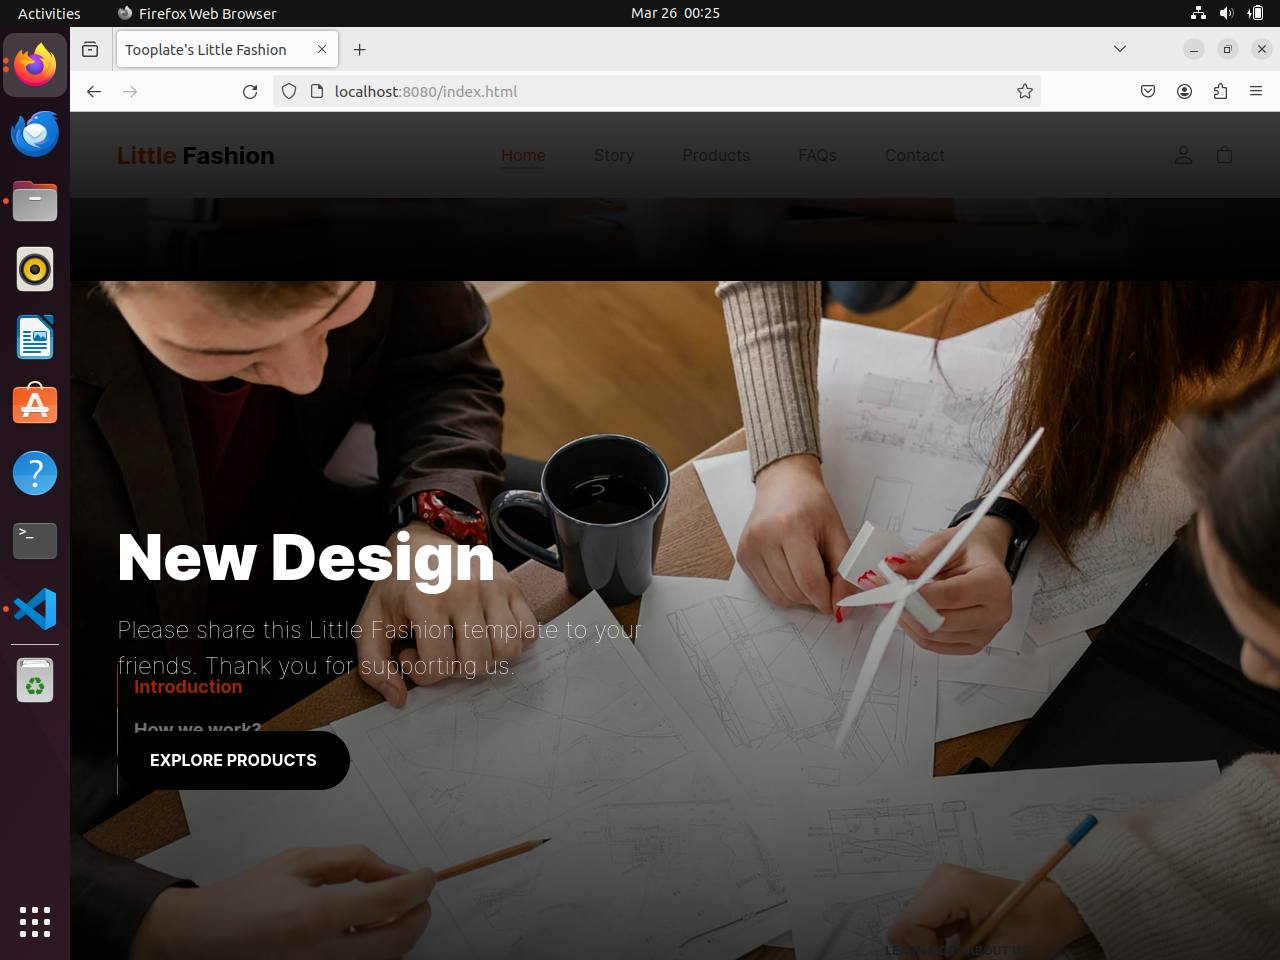 Activities
Firefox Web Browser
Mar 26 00:25
Tooplate's Little Fashion
localhost:8080/index.html
Little Fashion
Home
Story
Products
FAQs
Contact
New Design
Please share this Little Fashion template to your
friends. Thank you for supporting us.
Introduction
How we work?
EXPLORE PRODUCTS